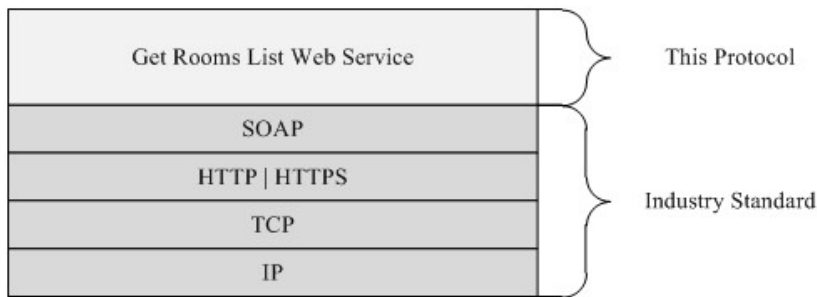 Get Rooms List Web Service
This Protocol
SOAP
HTTP | HTTPS
TCP
IP
Industry Standard